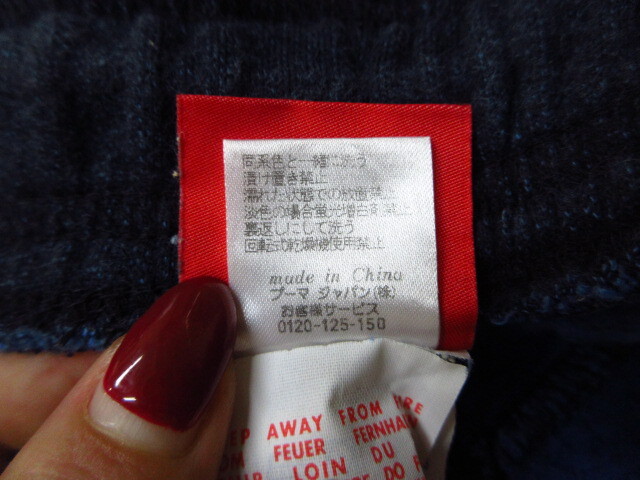 同系色と一緒に洗う
漬け置き禁止
濡れた状態での放置禁止
淡色の場合蛍光増白剤禁止
裏返しにして洗う
回転式乾燥機使用禁止
made in China
プーマ ジャパン(株)
お客様サービス
0120-125-150
AWAY FROM
FEUER FERNHA
LOIN DU
DO